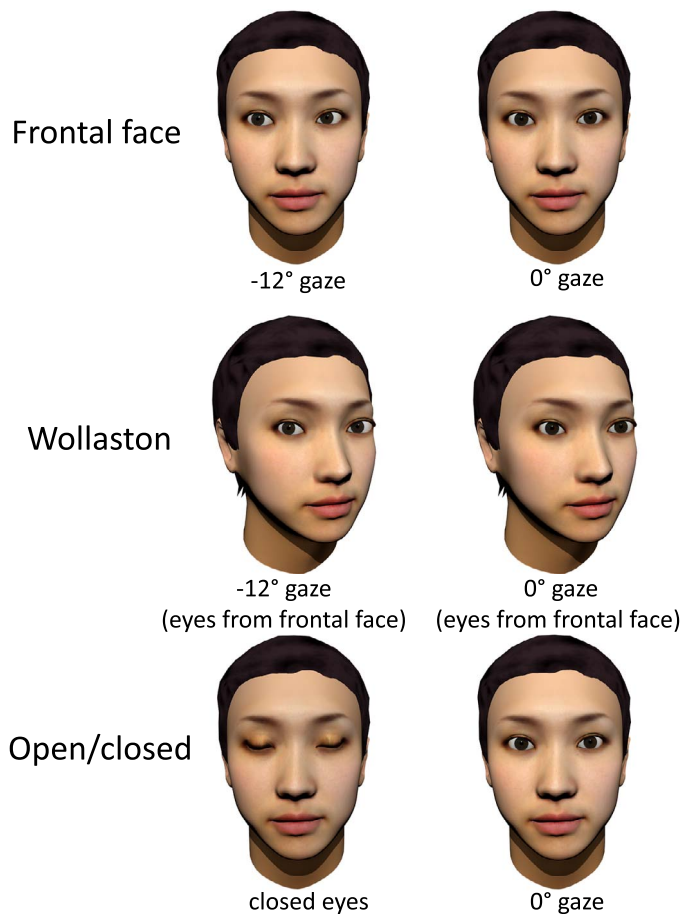 Frontal face
-12° gaze
0° gaze
Wollaston
-12° gaze
(eyes from frontal face)
0° gaze
(eyes from frontal face)
Open/closed
closed eyes
0° gaze